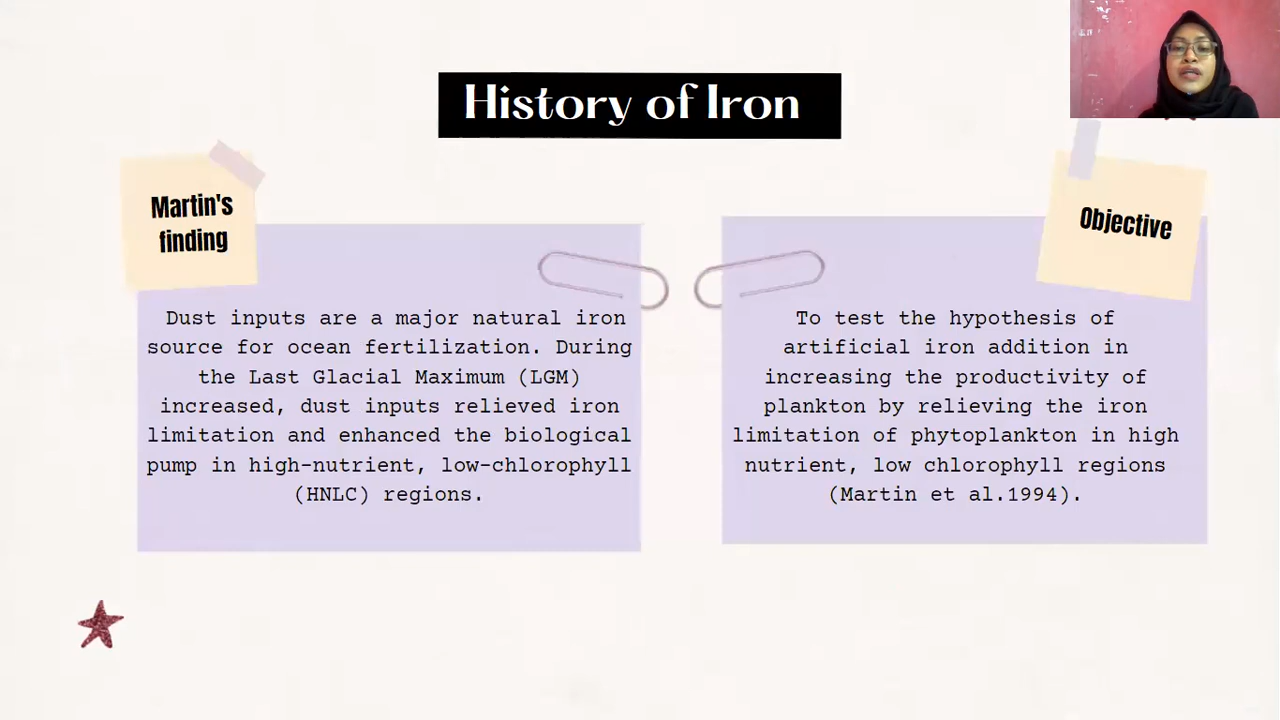 History of Iron
Martin's
finding
Dust inputs are a major natural iron
source for ocean fertilization. During
the Last Glacial Maximum (LGM)
increased, dust inputs relieved iron
limitation and enhanced the biological
pump in high-nutrient, low-chlorophyll
(HNLC) regions.
Objective
To test the hypothesis of
artificial iron addition in
increasing the productivity of
plankton by relieving the iron
limitation of phytoplankton in high
nutrient, low chlorophyll regions
(Martin et al.1994).